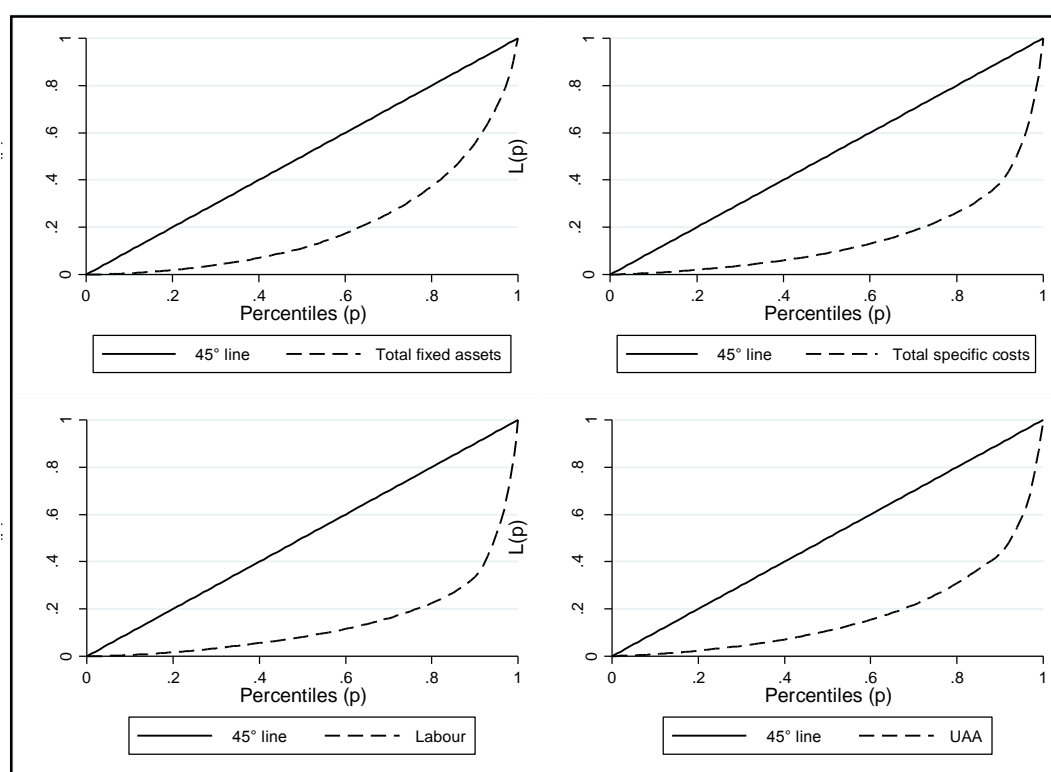 1
.8
.6
.4
.2
0
0 .2 .4 .6 .8 1
Percentiles (p)
45° line Total fixed assets
L(p)
1
.8
.6
.4
.2
0
0 .2 .4 .6 .8 1
Percentiles (p)
45° line Total specific costs
1
.8
.6
.4
.2
0
0 .2 .4 .6 .8 1
Percentiles (p)
45° line Labour
L(p)
1
.8
.6
.4
.2
0
0 .2 .4 .6 .8 1
Percentiles (p)
45° line UAA